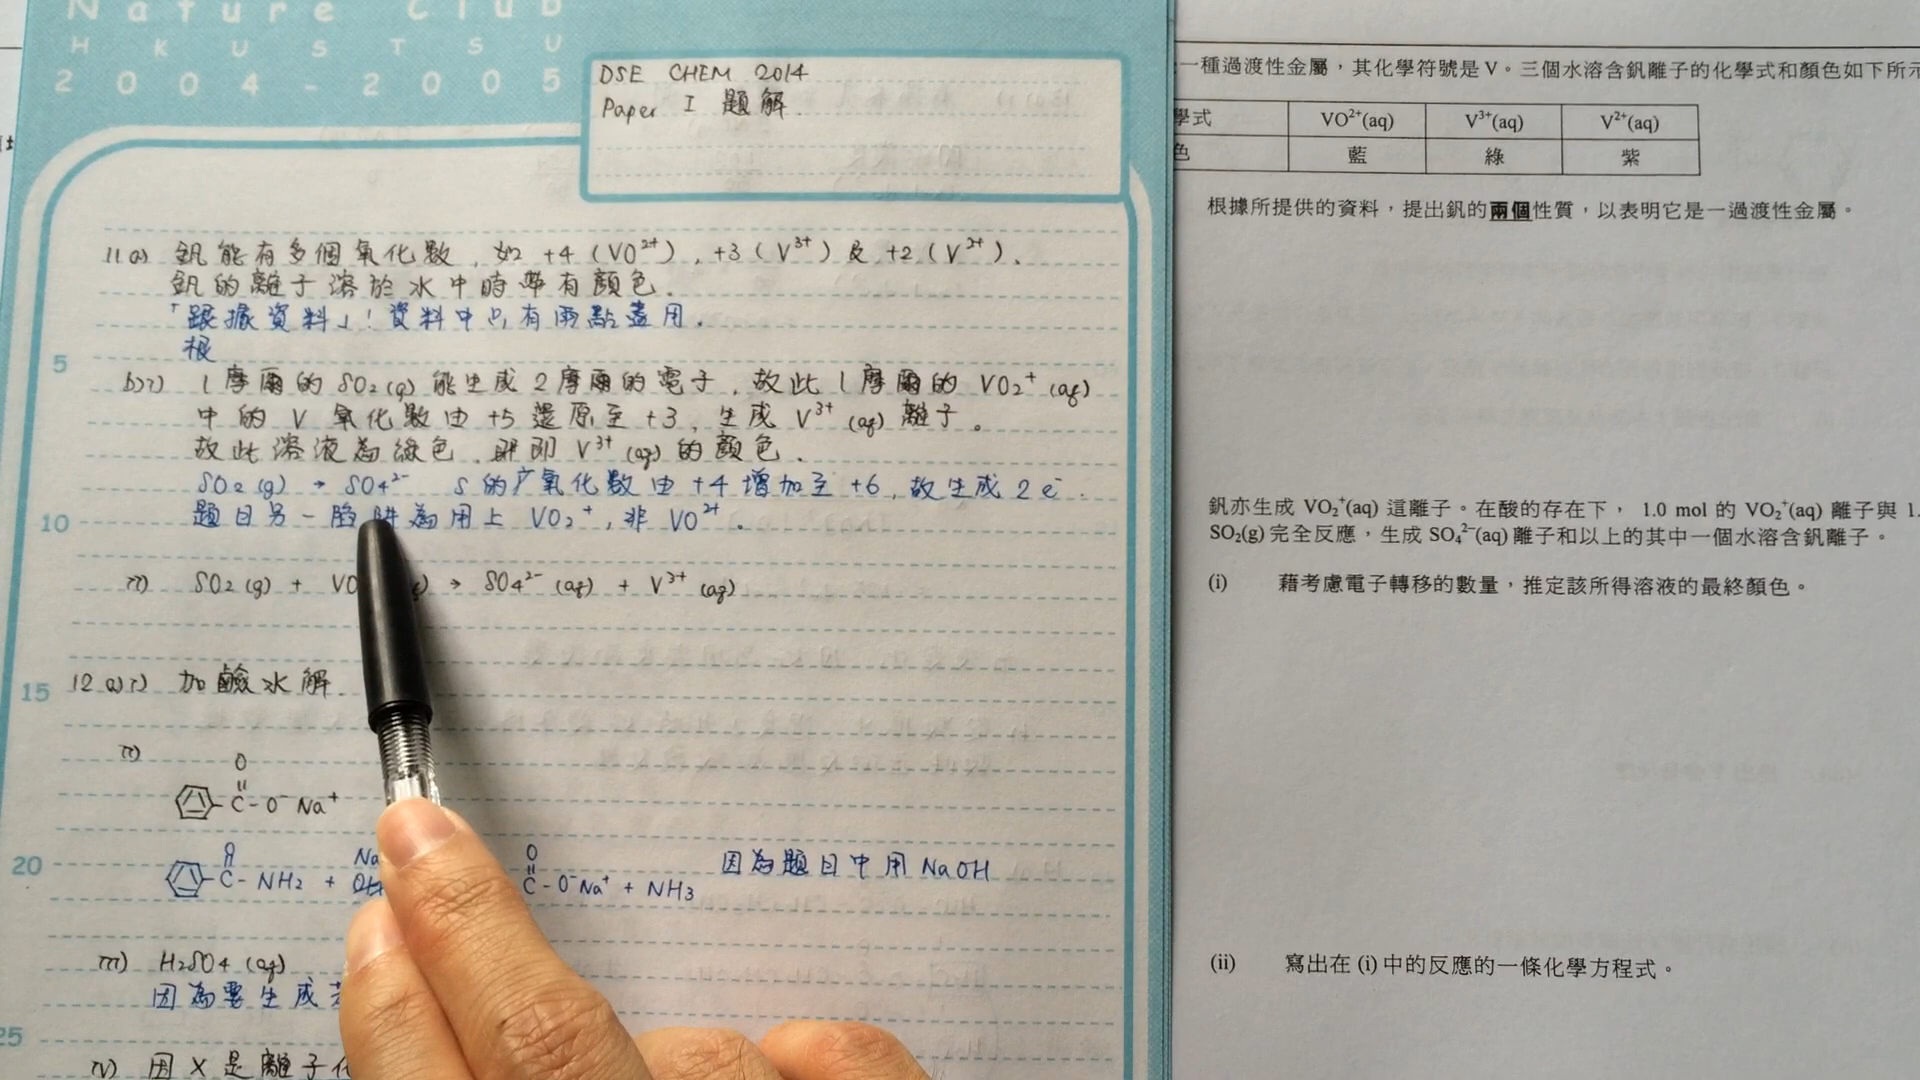 Nature Club
HKUSTSU
2004-2005
DSE CHEM 2014
Paper I 題解.
11a) 釩能有多個氧化數, 如 +4 (VO²⁺), +3 (V³⁺) 及 +2 (V²⁺).
釩的離子溶於水中時帶有顏色.
「跟據資料」! 資料中只有兩點盡用.
根
5
b)i) 1摩爾的 SO₂(g) 能生成2摩爾的電子, 故此1摩爾的 VO₂⁺(aq)
中的 V 氧化數由 +5 還原至 +3, 生成 V³⁺(aq) 離子。
故此溶液為綠色, 即 V³⁺(aq) 的顏色.
SO₂(g) → SO₄²⁻ S的氧化數由 +4 增加至 +6, 故生成 2e⁻.
10
題目另一陷阱為用上 VO₂⁺, 非 VO²⁺.
ii) SO₂(g) + VO → SO₄²⁻(aq) + V³⁺(aq)
15
12 a)i) 加鹼水解.
ii)
O
C-O⁻Na⁺
20
O
C-NH₂ + Na
OH
O
C-O⁻Na⁺ + NH₃
因為題目中用 NaOH
iii) H₂SO₄(aq)
因為要生成
25
iv) 因 X 是離子化
一種過渡性金屬，其化學符號是 V。三個水溶含釩離子的化學式和顏色如下所示
學式 VO²⁺(aq) V³⁺(aq) V²⁺(aq)
色 藍 綠 紫
根據所提供的資料，提出釩的兩個性質，以表明它是一過渡性金屬。
釩亦生成 VO₂⁺(aq) 這離子。在酸的存在下， 1.0 mol 的 VO₂⁺(aq) 離子與 1.
SO₂(g) 完全反應，生成 SO₄²⁻(aq) 離子和以上的其中一個水溶含釩離子。
(i) 藉考慮電子轉移的數量，推定該所得溶液的最終顏色。
(ii) 寫出在 (i) 中的反應的一條化學方程式。